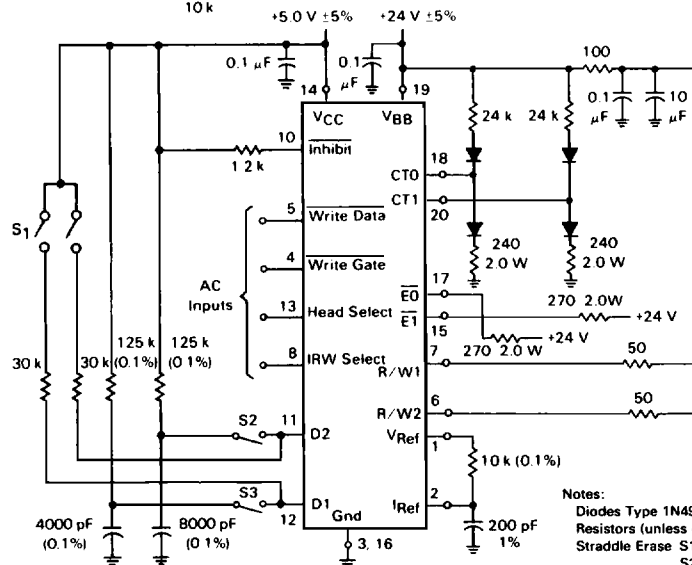 10 k
+5.0 V ±5%
+24 V ±5%
0.1 µF
0.1 µF
100
0.1 µF
10 µF
14
19
VCC
VBB
24 k
24 k
10
Inhibit
1.2 k
18
CT0
CT1
20
5
Write Data
S1
4
Write Gate
240
2.0 W
240
2.0 W
AC
Inputs
17
E0
13
Head Select
E1
15
270 2.0W
+24 V
+24 V
270 2.0 W
125 k
(0.1%)
125 k
(0.1%)
8
IRW Select
7
R/W1
50
30 k
30 k
6
R/W2
50
S2
11
D2
VRef
1
10 k (0.1%)
S3
D1
12
2
IRef
Gnd
4000 pF
(0.1%)
8000 pF
(0.1%)
200 pF
1%
3, 16
Notes:
Diodes Type 1N49
Resistors (unless
Straddle Erase S1